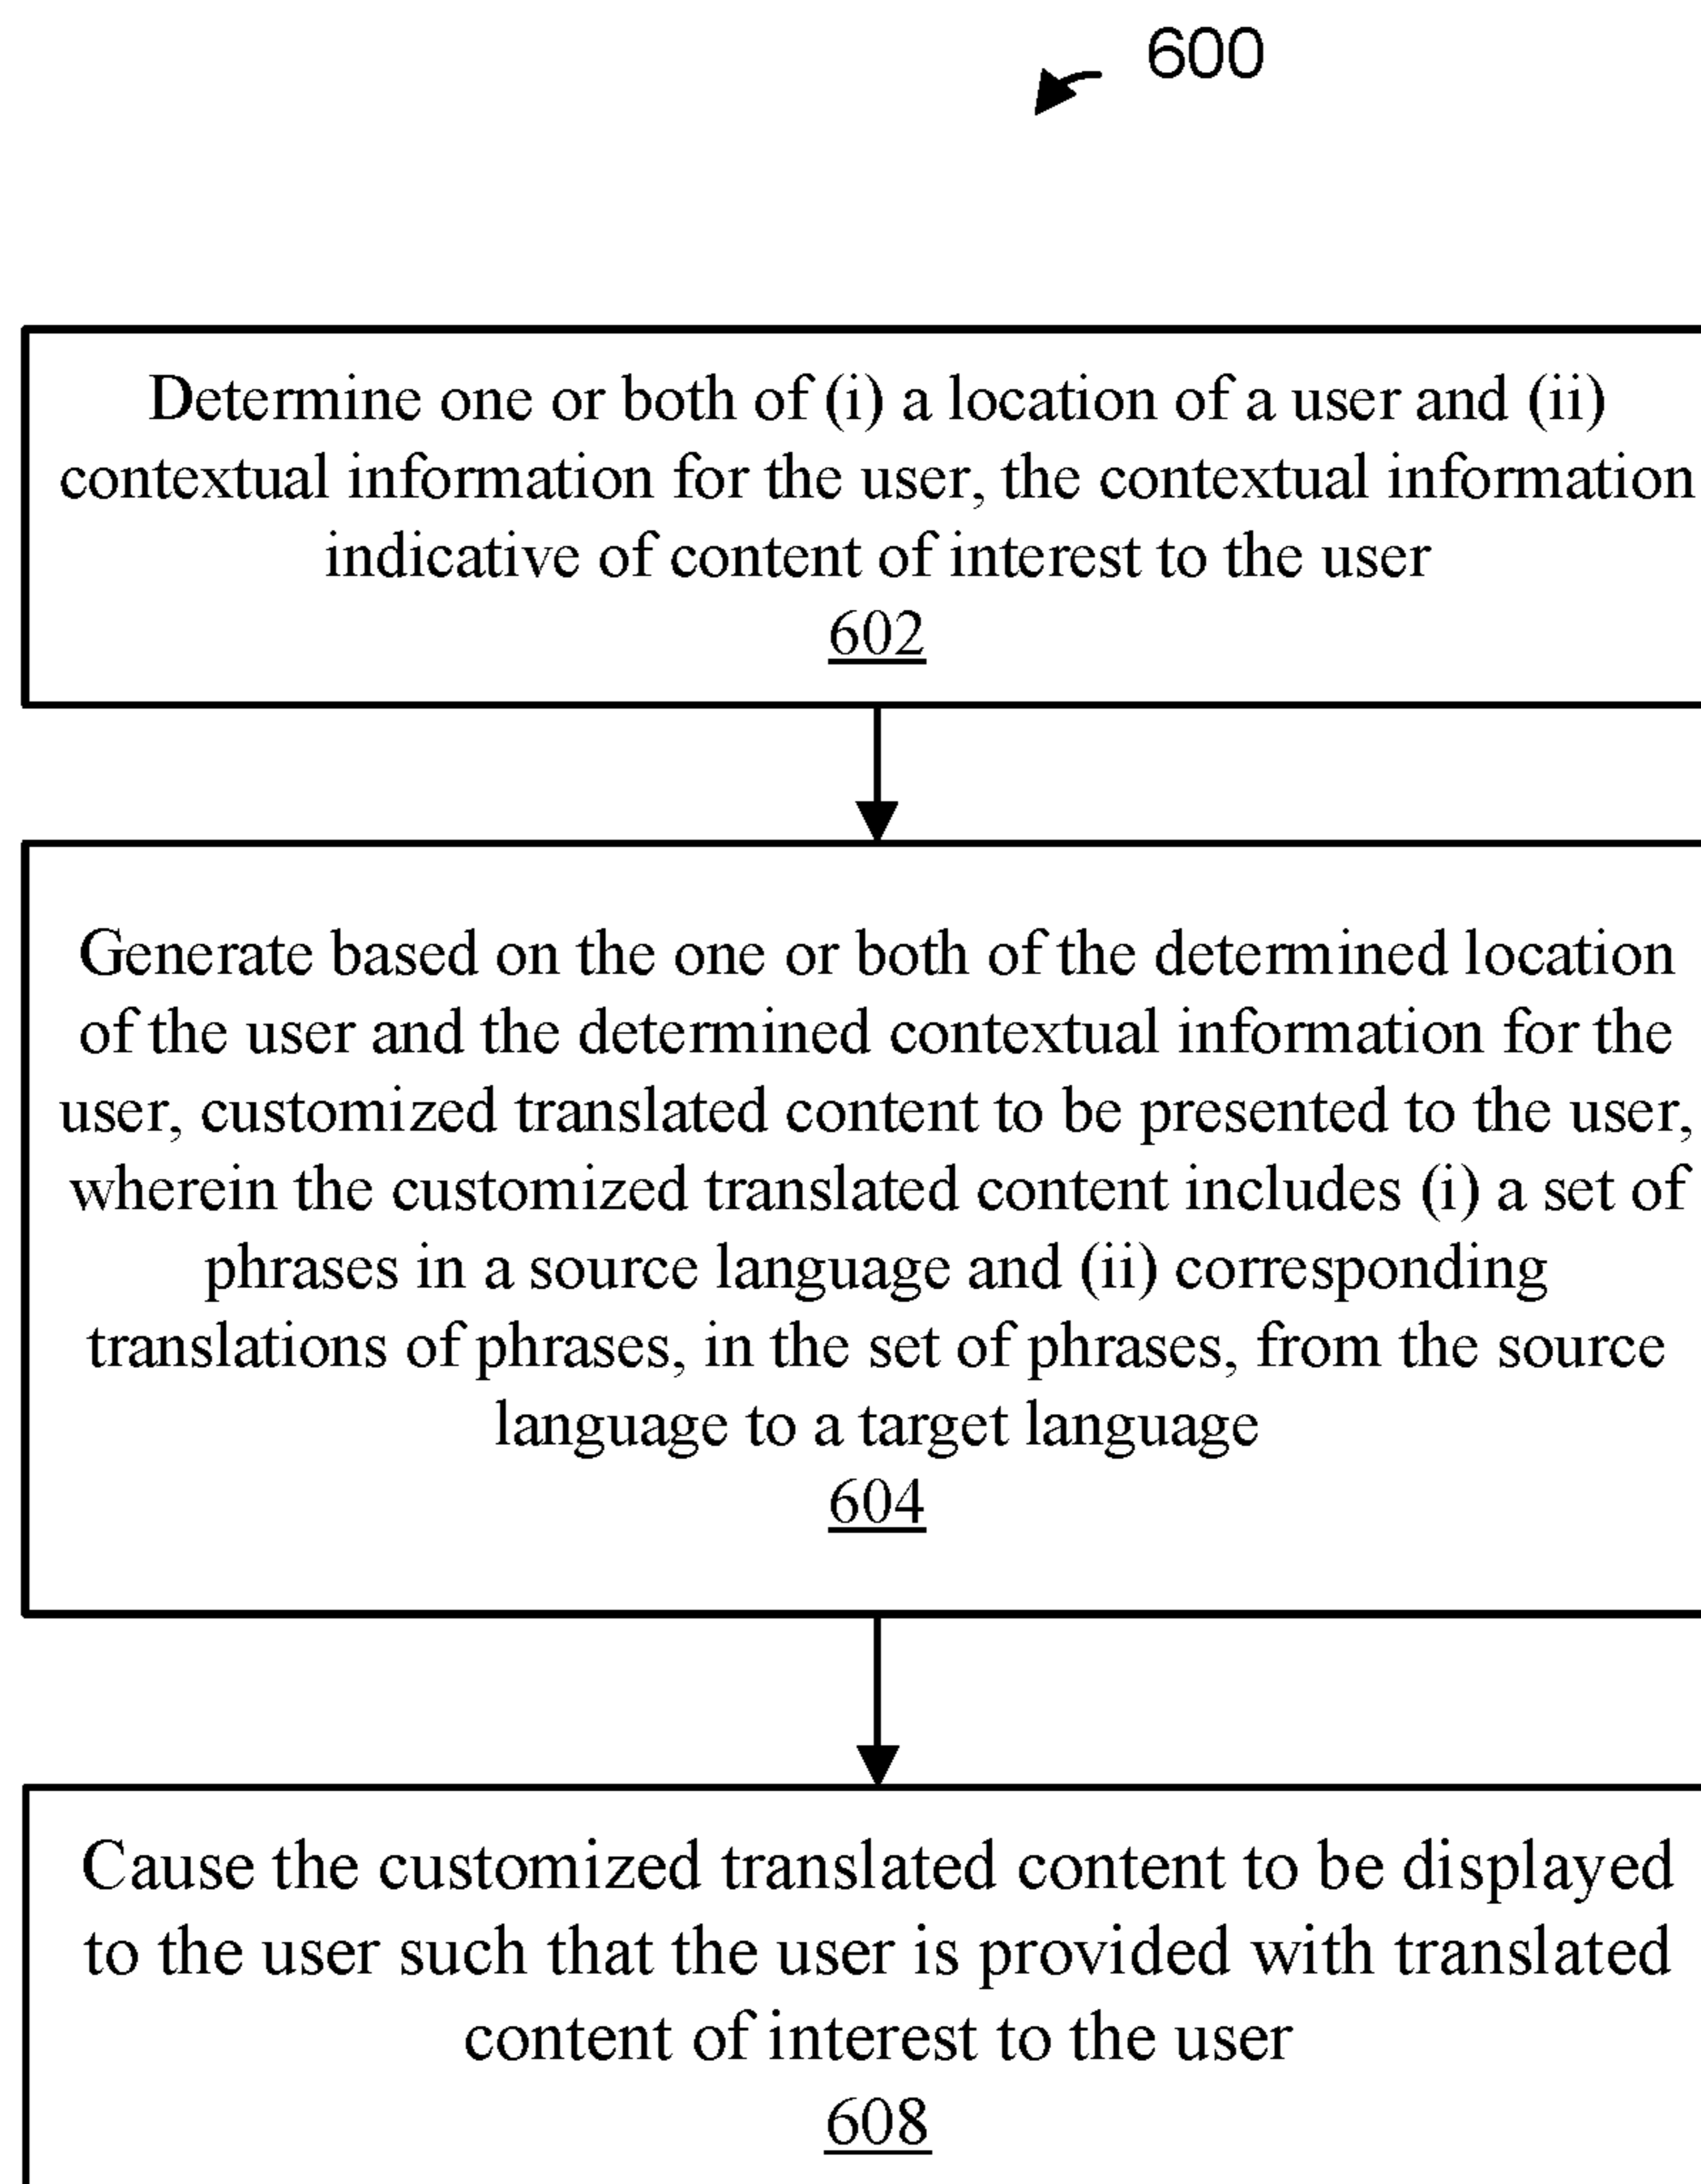 600
Determine one or both of (i) a location of a user and (ii)
contextual information for the user, the contextual information
indicative of content of interest to the user
602
Generate based on the one or both of the determined location
of the user and the determined contextual information for the
user, customized translated content to be presented to the user,
wherein the customized translated content includes (i) a set of
phrases in a source language and (ii) corresponding
translations of phrases, in the set of phrases, from the source
language to a target language
604
Cause the customized translated content to be displayed
to the user such that the user is provided with translated
content of interest to the user
608